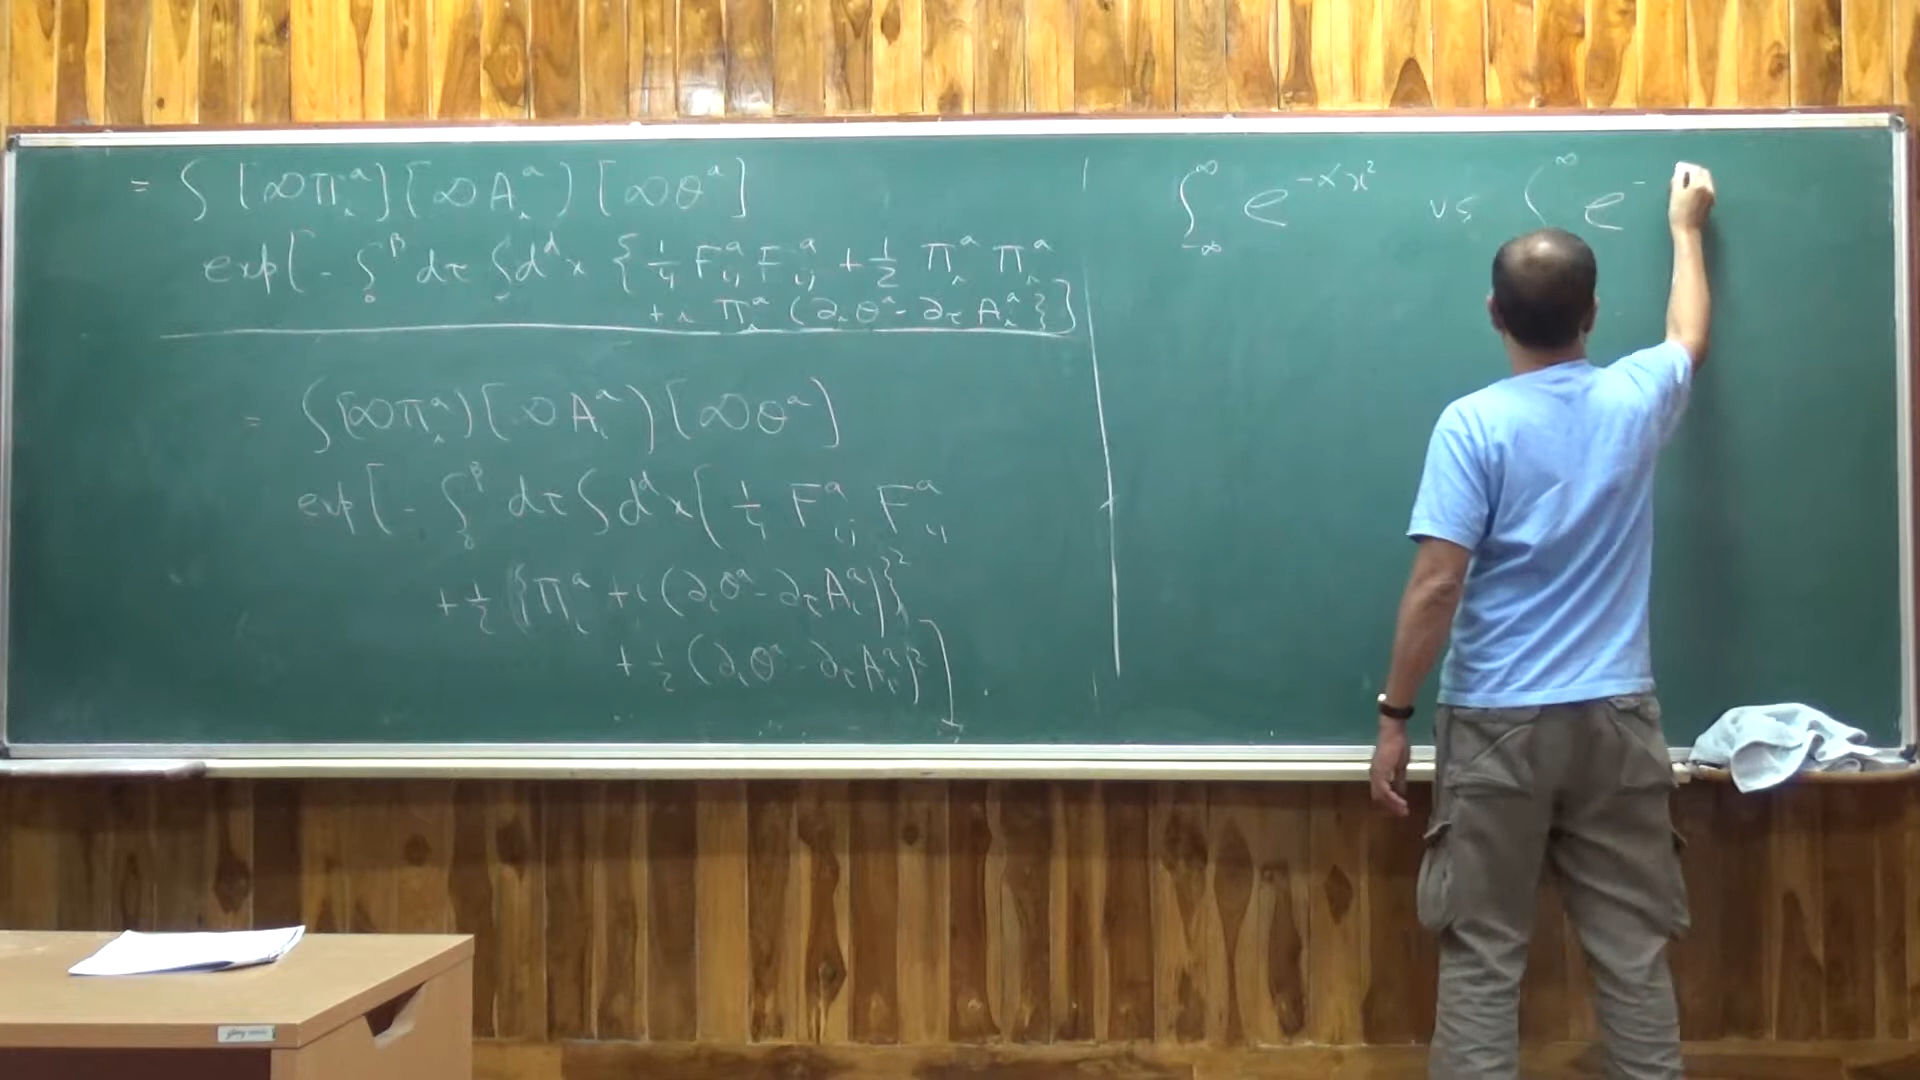 = ∫ [𝒟Π_i^a] [𝒟A_i^a] [𝒟θ^a]
exp[ - ∫_0^β dτ ∫ d^d x { 1/4 F_ij^a F_ij^a + 1/2 Π_i^a Π_i^a
+ i Π_i^a (∂_i θ^a - ∂_τ A_i^a } ]
= ∫ [𝒟Π_i^a) [𝒟A_i^a) [𝒟θ^a]
exp[ - ∫_0^β dτ ∫ d^d x [ 1/4 F_ij^a F_ij^a
+ 1/2 { Π_i^a + i (∂_i θ^a - ∂_τ A_i^a) }^2
+ 1/2 (∂_i θ^a - ∂_τ A_i^a)^2 ]
∫_{-∞}^∞ e^{-αx^2} vs ∫^∞ e^-